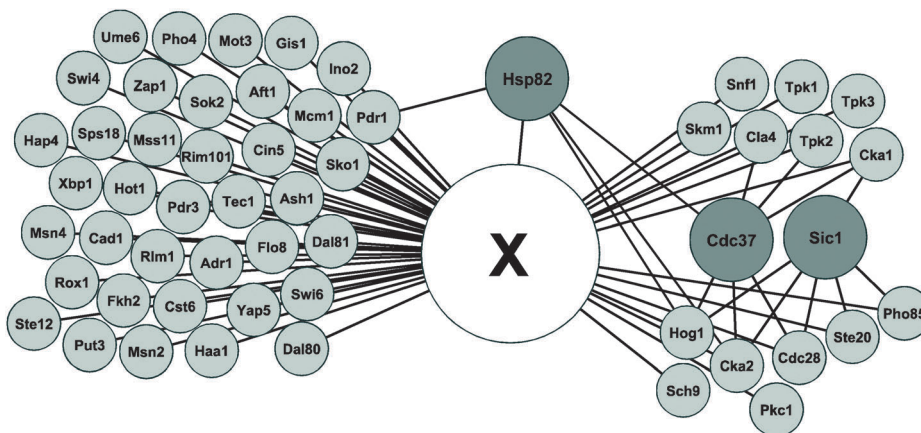 Ume6
Pho4
Mot3
Gis1
Ino2
Swi4
Zap1
Sok2
Aft1
Mcm1
Pdr1
Hap4
Sps18
Mss11
Rim101
Cin5
Sko1
Xbp1
Hot1
Pdr3
Tec1
Ash1
Msn4
Cad1
Rlm1
Adr1
Flo8
Dal81
Rox1
Fkh2
Cst6
Yap5
Swi6
Ste12
Put3
Msn2
Haa1
Dal80
Hsp82
X
Snf1
Tpk1
Tpk3
Skm1
Cla4
Tpk2
Cka1
Cdc37
Sic1
Hog1
Cka2
Cdc28
Ste20
Pho85
Sch9
Pkc1